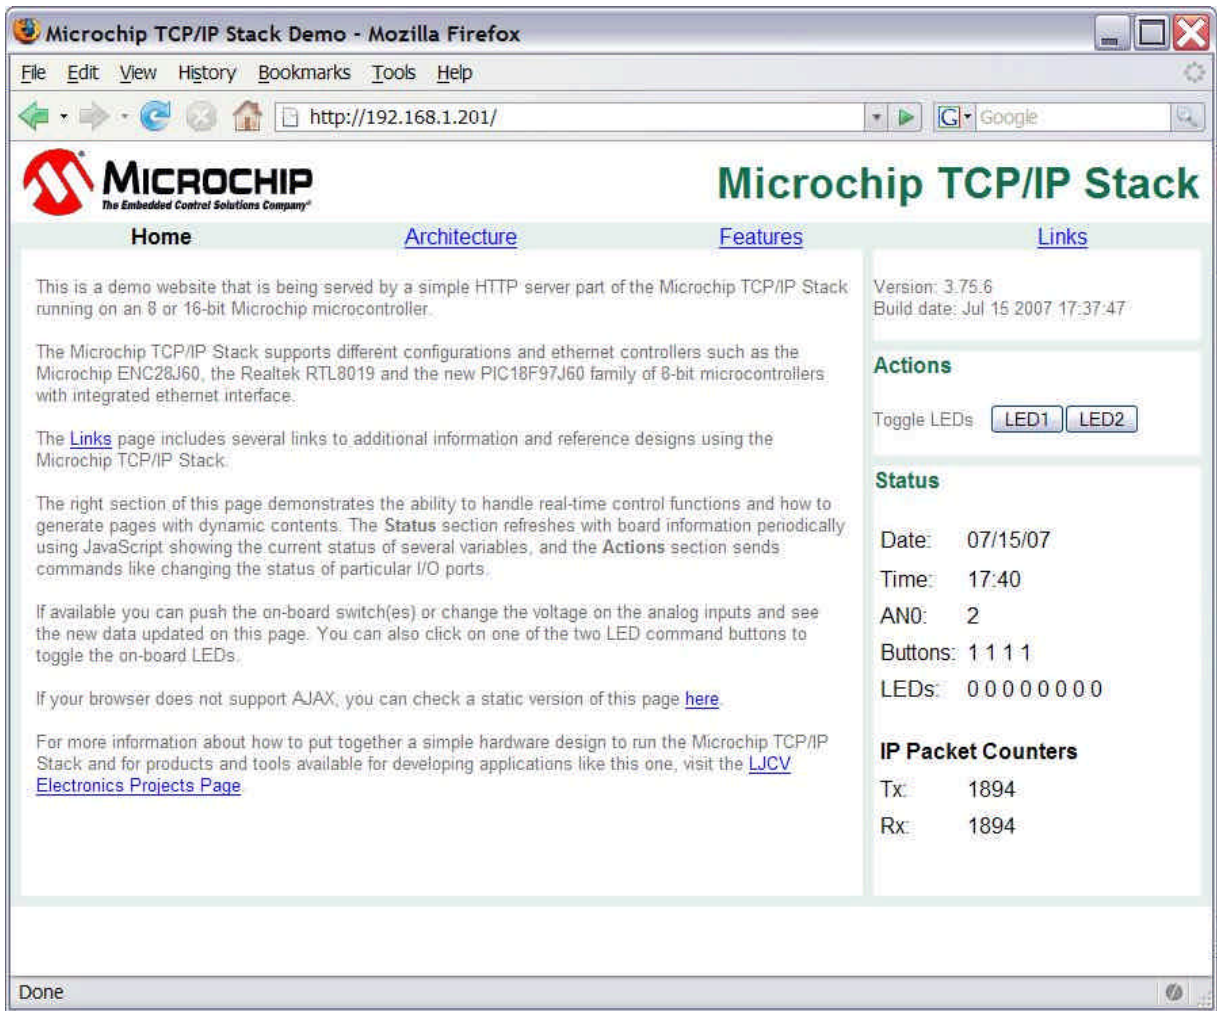 Microchip TCP/IP Stack Demo - Mozilla Firefox
File Edit View History Bookmarks Tools Help
http://192.168.1.201/
G Google
MICROCHIP
The Embedded Control Solutions Company®
Microchip TCP/IP Stack
Home Architecture Features Links
This is a demo website that is being served by a simple HTTP server part of the Microchip TCP/IP Stack
running on an 8 or 16-bit Microchip microcontroller.
The Microchip TCP/IP Stack supports different configurations and ethernet controllers such as the
Microchip ENC28J60, the Realtek RTL8019 and the new PIC18F97J60 family of 8-bit microcontrollers
with integrated ethernet interface.
The Links page includes several links to additional information and reference designs using the
Microchip TCP/IP Stack.
The right section of this page demonstrates the ability to handle real-time control functions and how to
generate pages with dynamic contents. The Status section refreshes with board information periodically
using JavaScript showing the current status of several variables, and the Actions section sends
commands like changing the status of particular I/O ports.
If available you can push the on-board switch(es) or change the voltage on the analog inputs and see
the new data updated on this page. You can also click on one of the two LED command buttons to
toggle the on-board LEDs.
If your browser does not support AJAX, you can check a static version of this page here.
For more information about how to put together a simple hardware design to run the Microchip TCP/IP
Stack and for products and tools available for developing applications like this one, visit the LJCV
Electronics Projects Page
Version: 3.75.6
Build date: Jul 15 2007 17:37:47
Actions
Toggle LEDs LED1 LED2
Status
Date: 07/15/07
Time: 17:40
AN0: 2
Buttons: 1 1 1 1
LEDs: 0 0 0 0 0 0 0 0
IP Packet Counters
Tx: 1894
Rx: 1894
Done